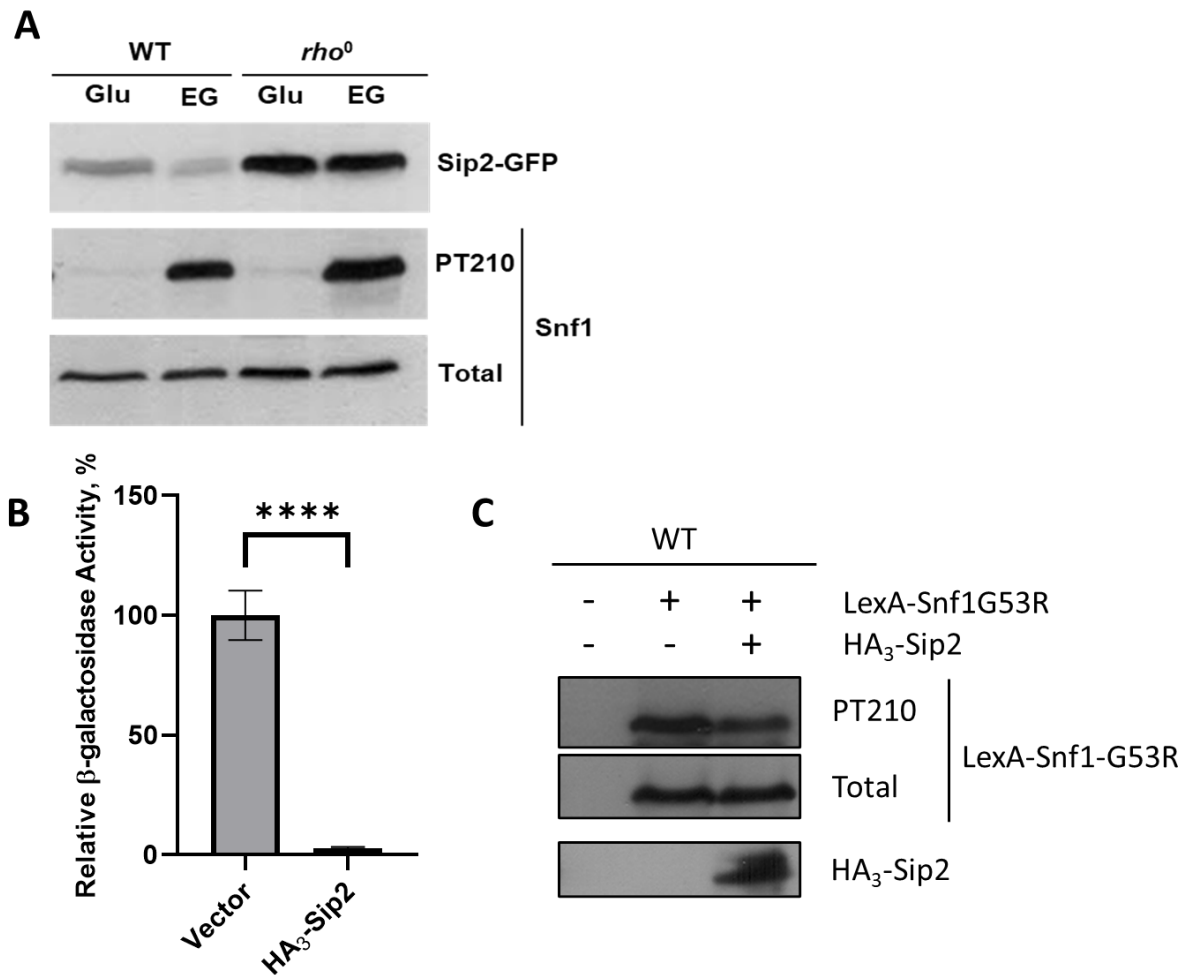 A
WT rho⁰
Glu EG Glu EG
Sip2-GFP
PT210
Snf1
Total
B
Relative β-galactosidase Activity, %
150
100
50
0
****
Vector
HA₃-Sip2
C
WT
- + + LexA-Snf1G53R
- - + HA₃-Sip2
PT210
LexA-Snf1-G53R
Total
HA₃-Sip2